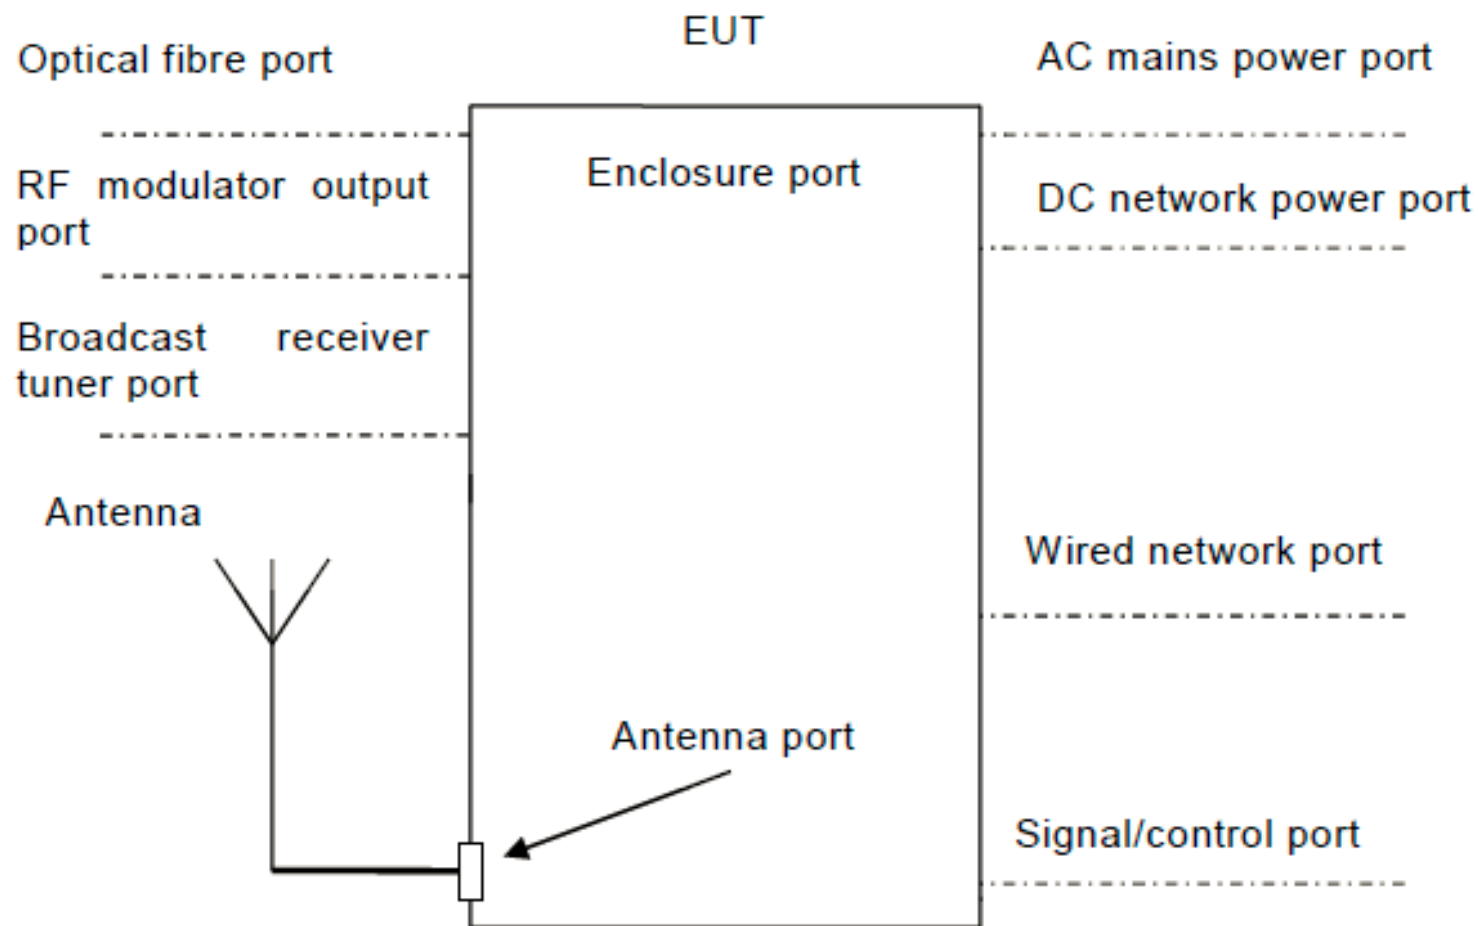 EUT
Optical fibre port
AC mains power port
RF modulator output
port
Enclosure port
DC network power port
Broadcast receiver
tuner port
Antenna
Wired network port
Antenna port
Signal/control port